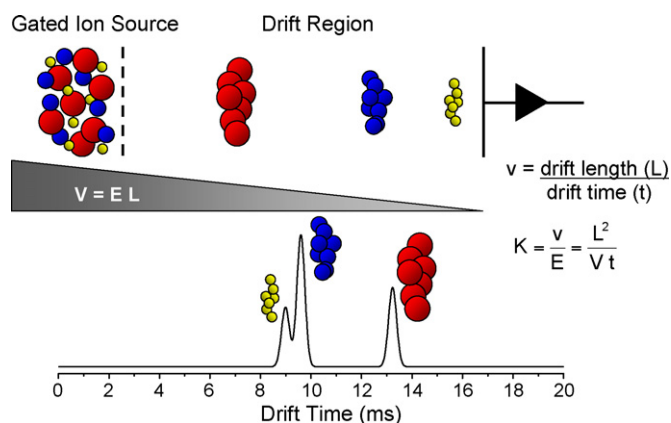 Gated Ion Source
Drift Region
V = E L
v = drift length (L)
drift time (t)
K = v/E = L²/V t
0 2 4 6 8 10 12 14 16 18 20
Drift Time (ms)